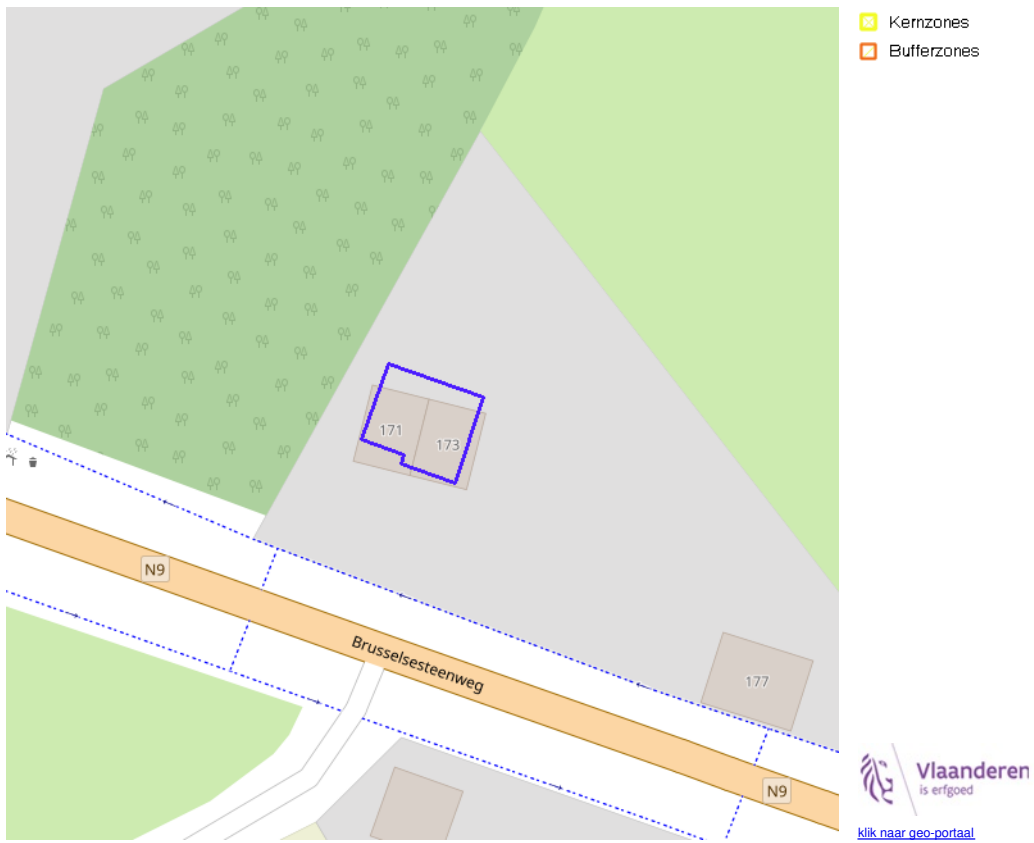 Kernzones
Bufferzones
171
173
N9
Brusselsesteenweg
177
N9
Vlaanderen
is erfgoed
klik naar geo-portaal